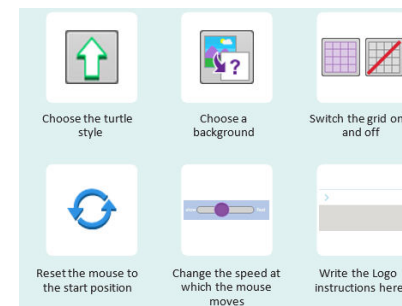 Choose the turtle
style
Choose a
background
Switch the grid on
and off
Reset the mouse to
the start position
Change the speed at
which the mouse
moves
Write the Logo
instructions here